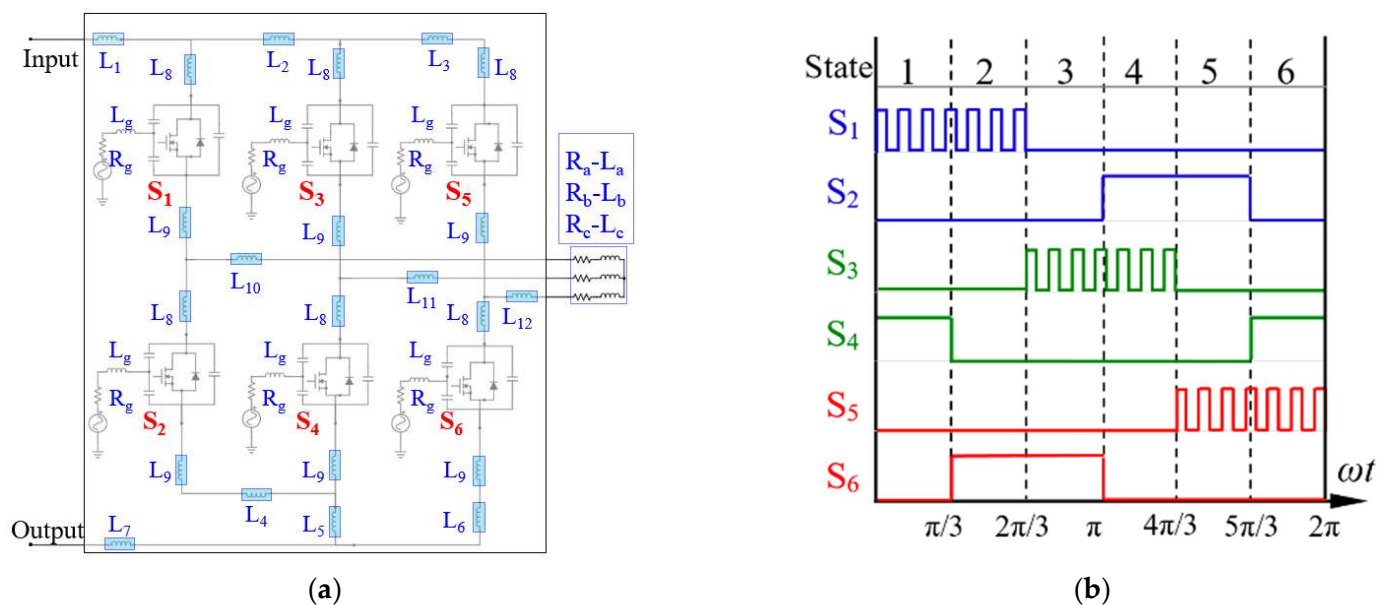 Input
L1
L2
L3
L8
L8
L8
Lg
Lg
Lg
Rg
Rg
Rg
S1
S3
S5
Ra-La
Rb-Lb
Rc-Lc
L9
L9
L9
L10
L11
L12
L8
L8
L8
Lg
Lg
Lg
Rg
Rg
Rg
S2
S4
S6
L9
L9
L9
L4
L5
L6
Output
L7
(a)
State 1 2 3 4 5 6
S1
S2
S3
S4
S5
S6
ωt
π/3 2π/3 π 4π/3 5π/3 2π
(b)